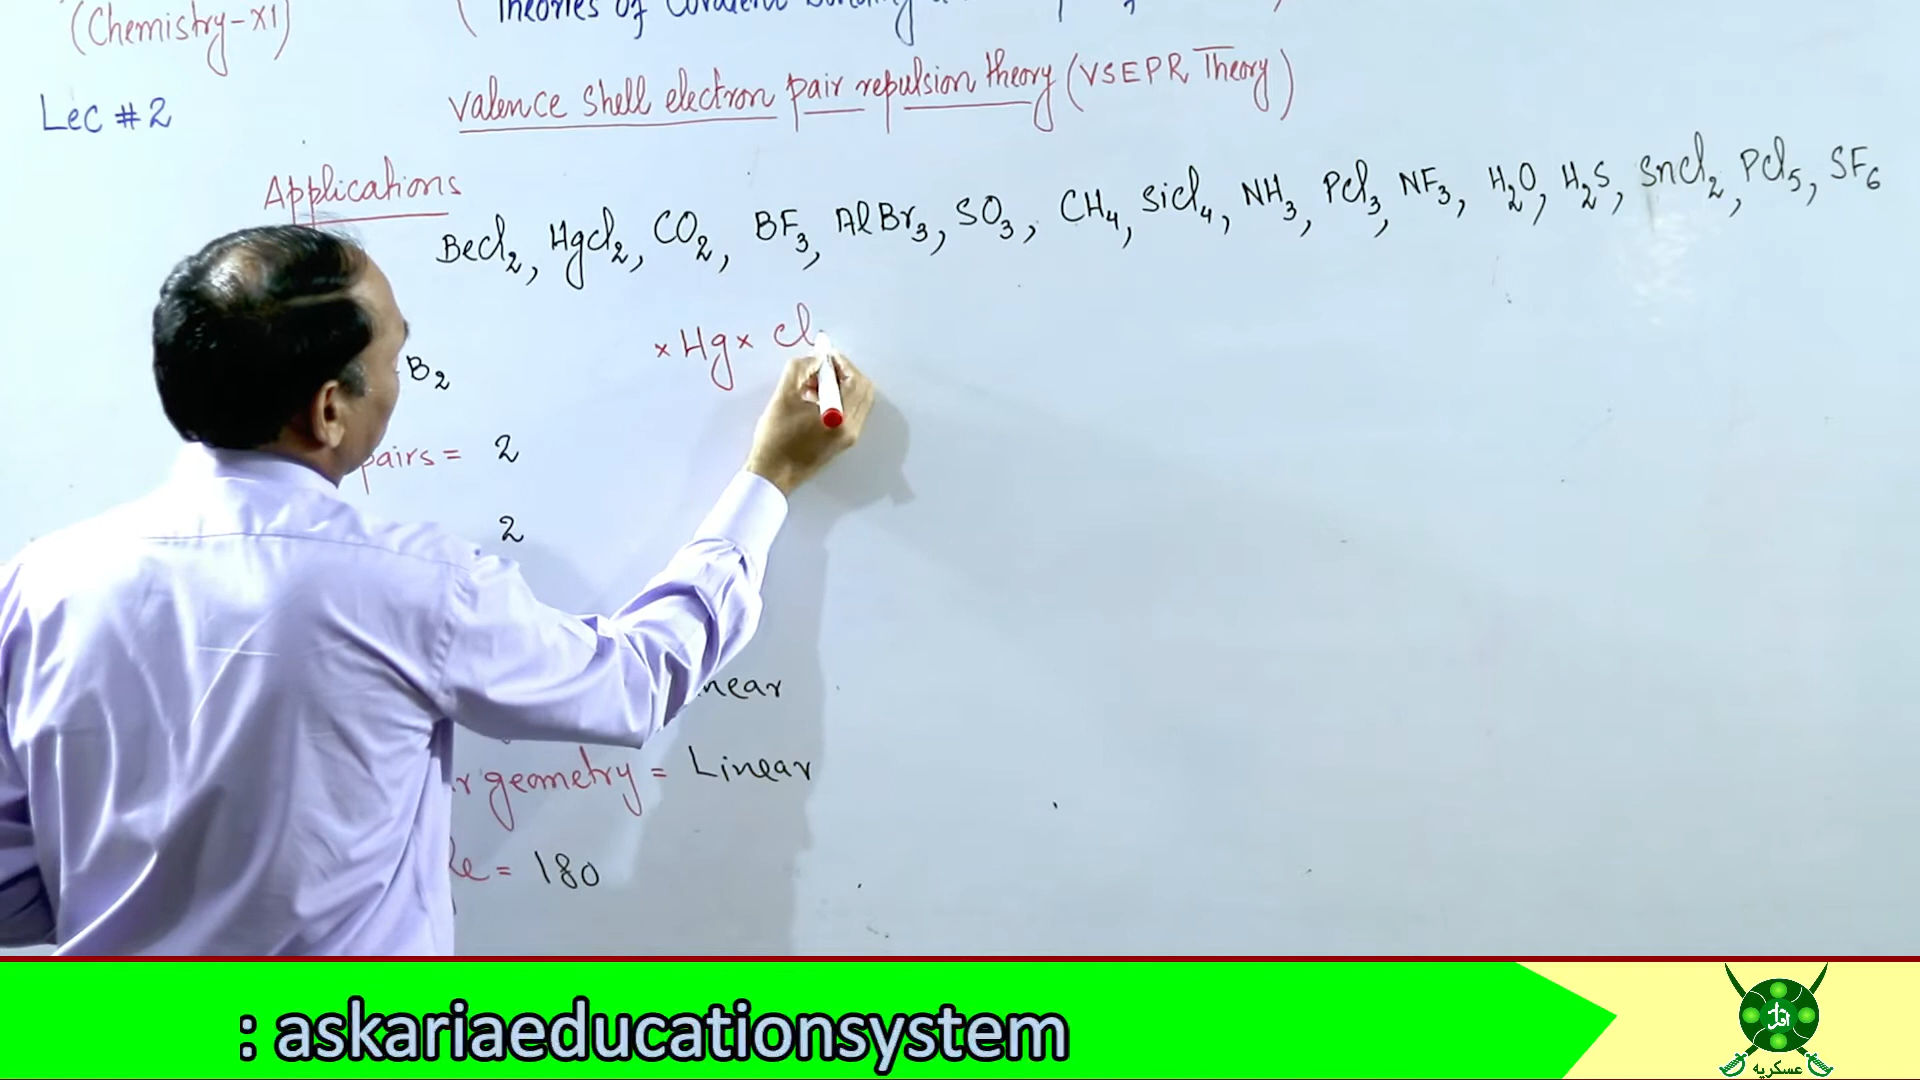 (Chemistry-XI)
(Theories of Covalent bonding
Valence shell electron pair repulsion theory (VSEPR Theory)
Lec #2
Applications
BeCl2, HgCl2, CO2, BF3, AlBr3, SO3, CH4, SiCl4, NH3, PCl3, NF3, H2O, H2S, SnCl2, PCl5, SF6
×Hg× Cl
B2
pairs = 2
2
near
geometry = Linear
le = 180
: askariaeducationsystem
عسکریہ